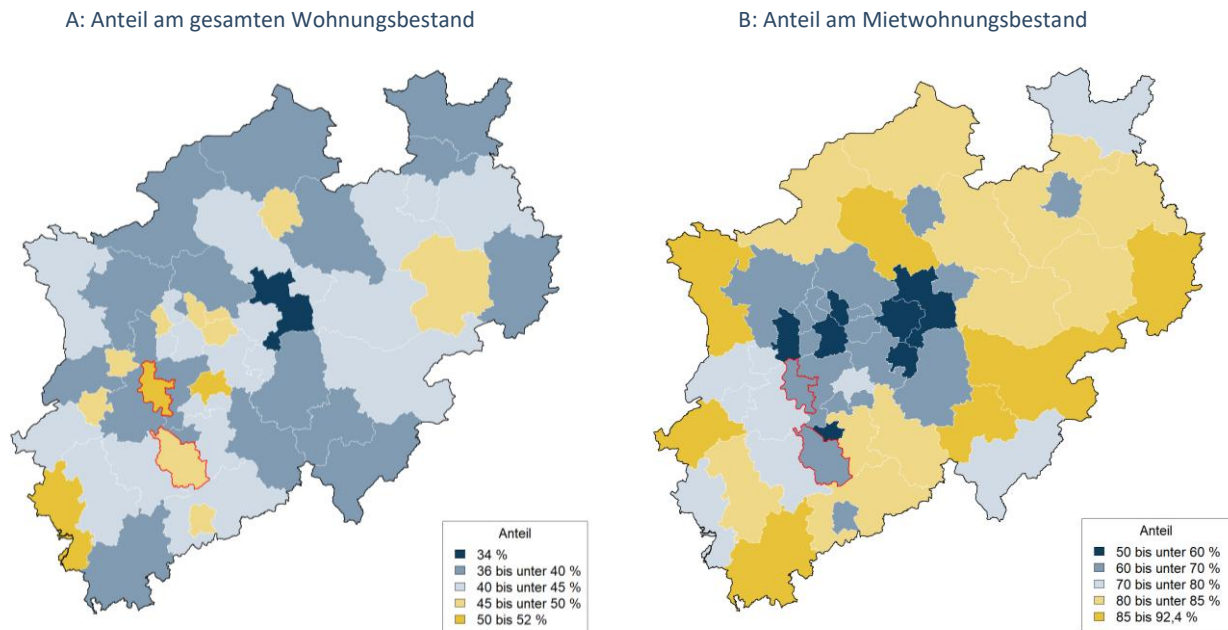 A: Anteil am gesamten Wohnungsbestand
B: Anteil am Mietwohnungsbestand
Anteil
34 %
36 bis unter 40 %
40 bis unter 45 %
45 bis unter 50 %
50 bis 52 %
Anteil
50 bis unter 60 %
60 bis unter 70 %
70 bis unter 80 %
80 bis unter 85 %
85 bis 92,4 %